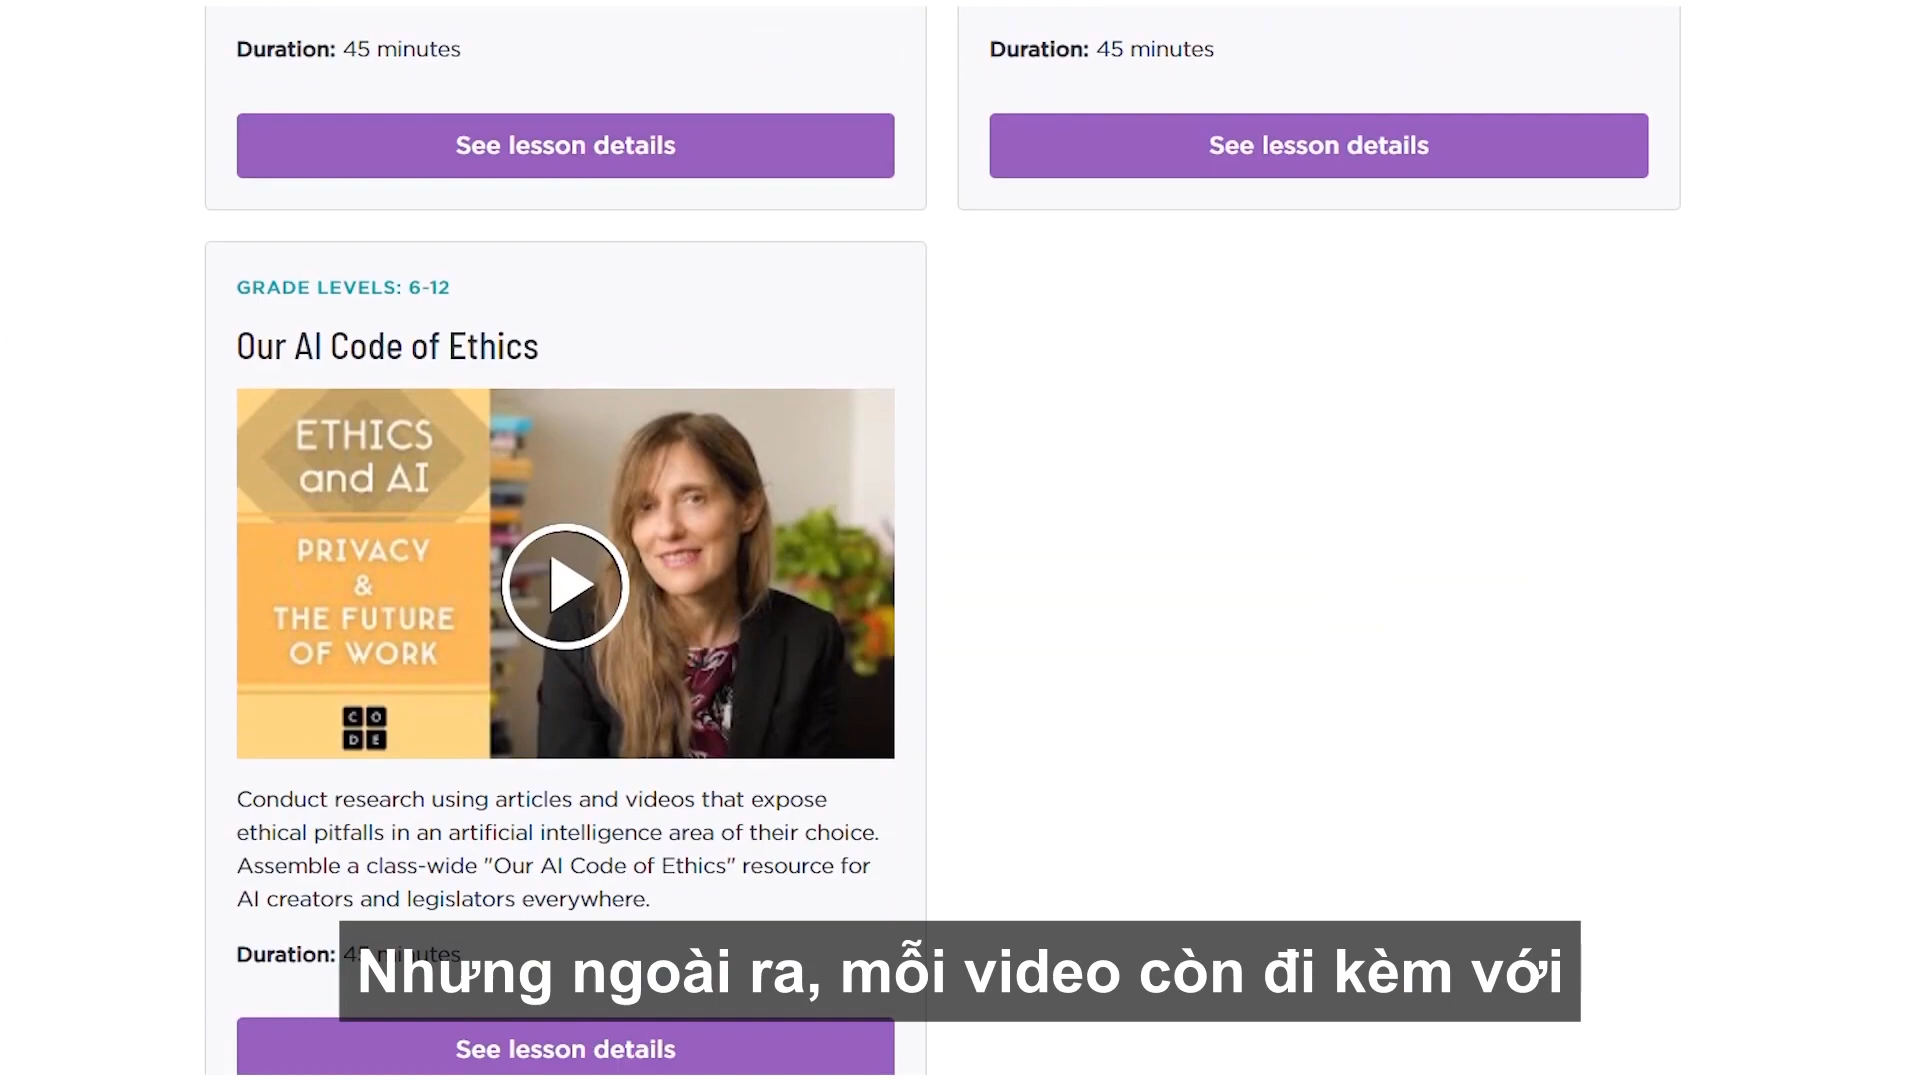 Duration: 45 minutes
Duration: 45 minutes
See lesson details
See lesson details
GRADE LEVELS: 6-12
Our AI Code of Ethics
ETHICS
and AI
PRIVACY
&
THE FUTURE
OF WORK
C O
D E
Conduct research using articles and videos that expose
ethical pitfalls in an artificial intelligence area of their choice.
Assemble a class-wide "Our AI Code of Ethics" resource for
AI creators and legislators everywhere.
Duration: 45 minutes
Nhưng ngoài ra, mỗi video còn đi kèm với
See lesson details